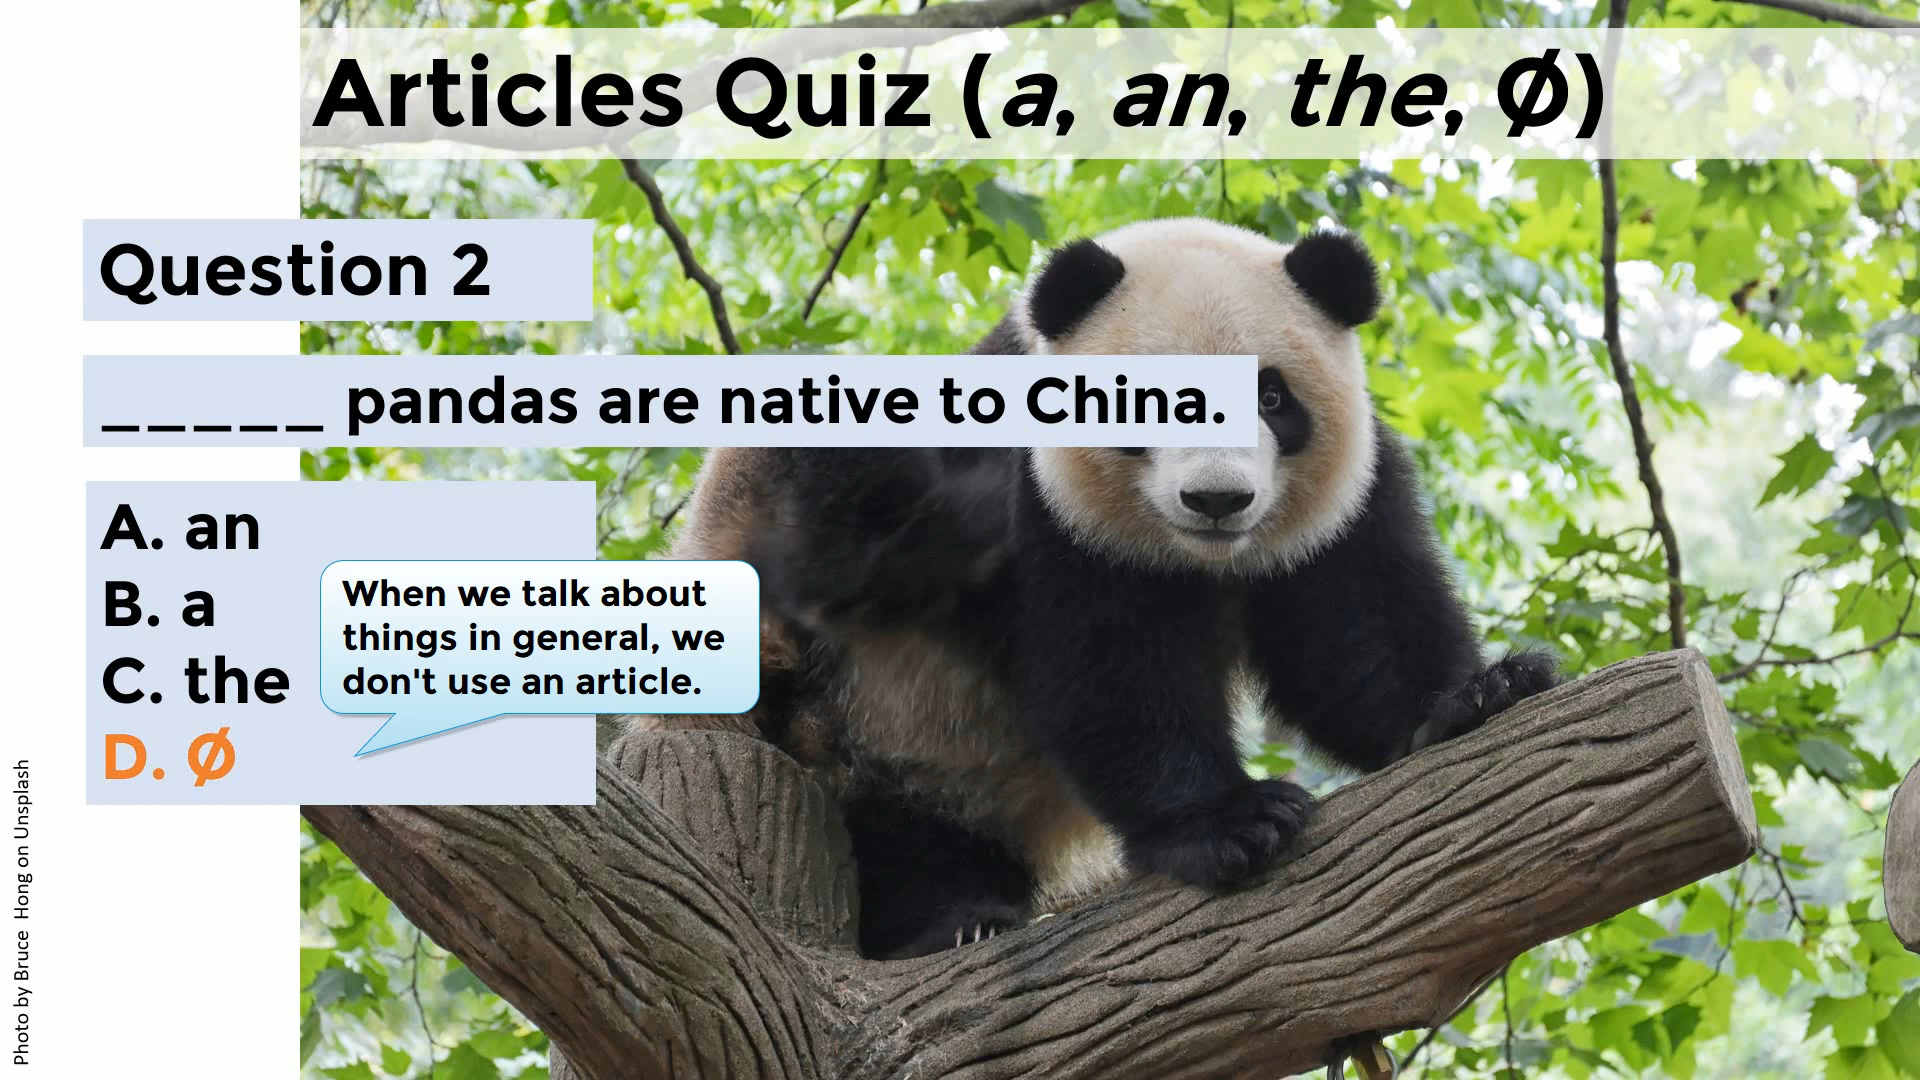 Articles Quiz (a, an, the, Ø)
Question 2
_____ pandas are native to China.
A. an
B. a
C. the
D. Ø
When we talk about
things in general, we
don't use an article.
Photo by Bruce Hong on Unsplash